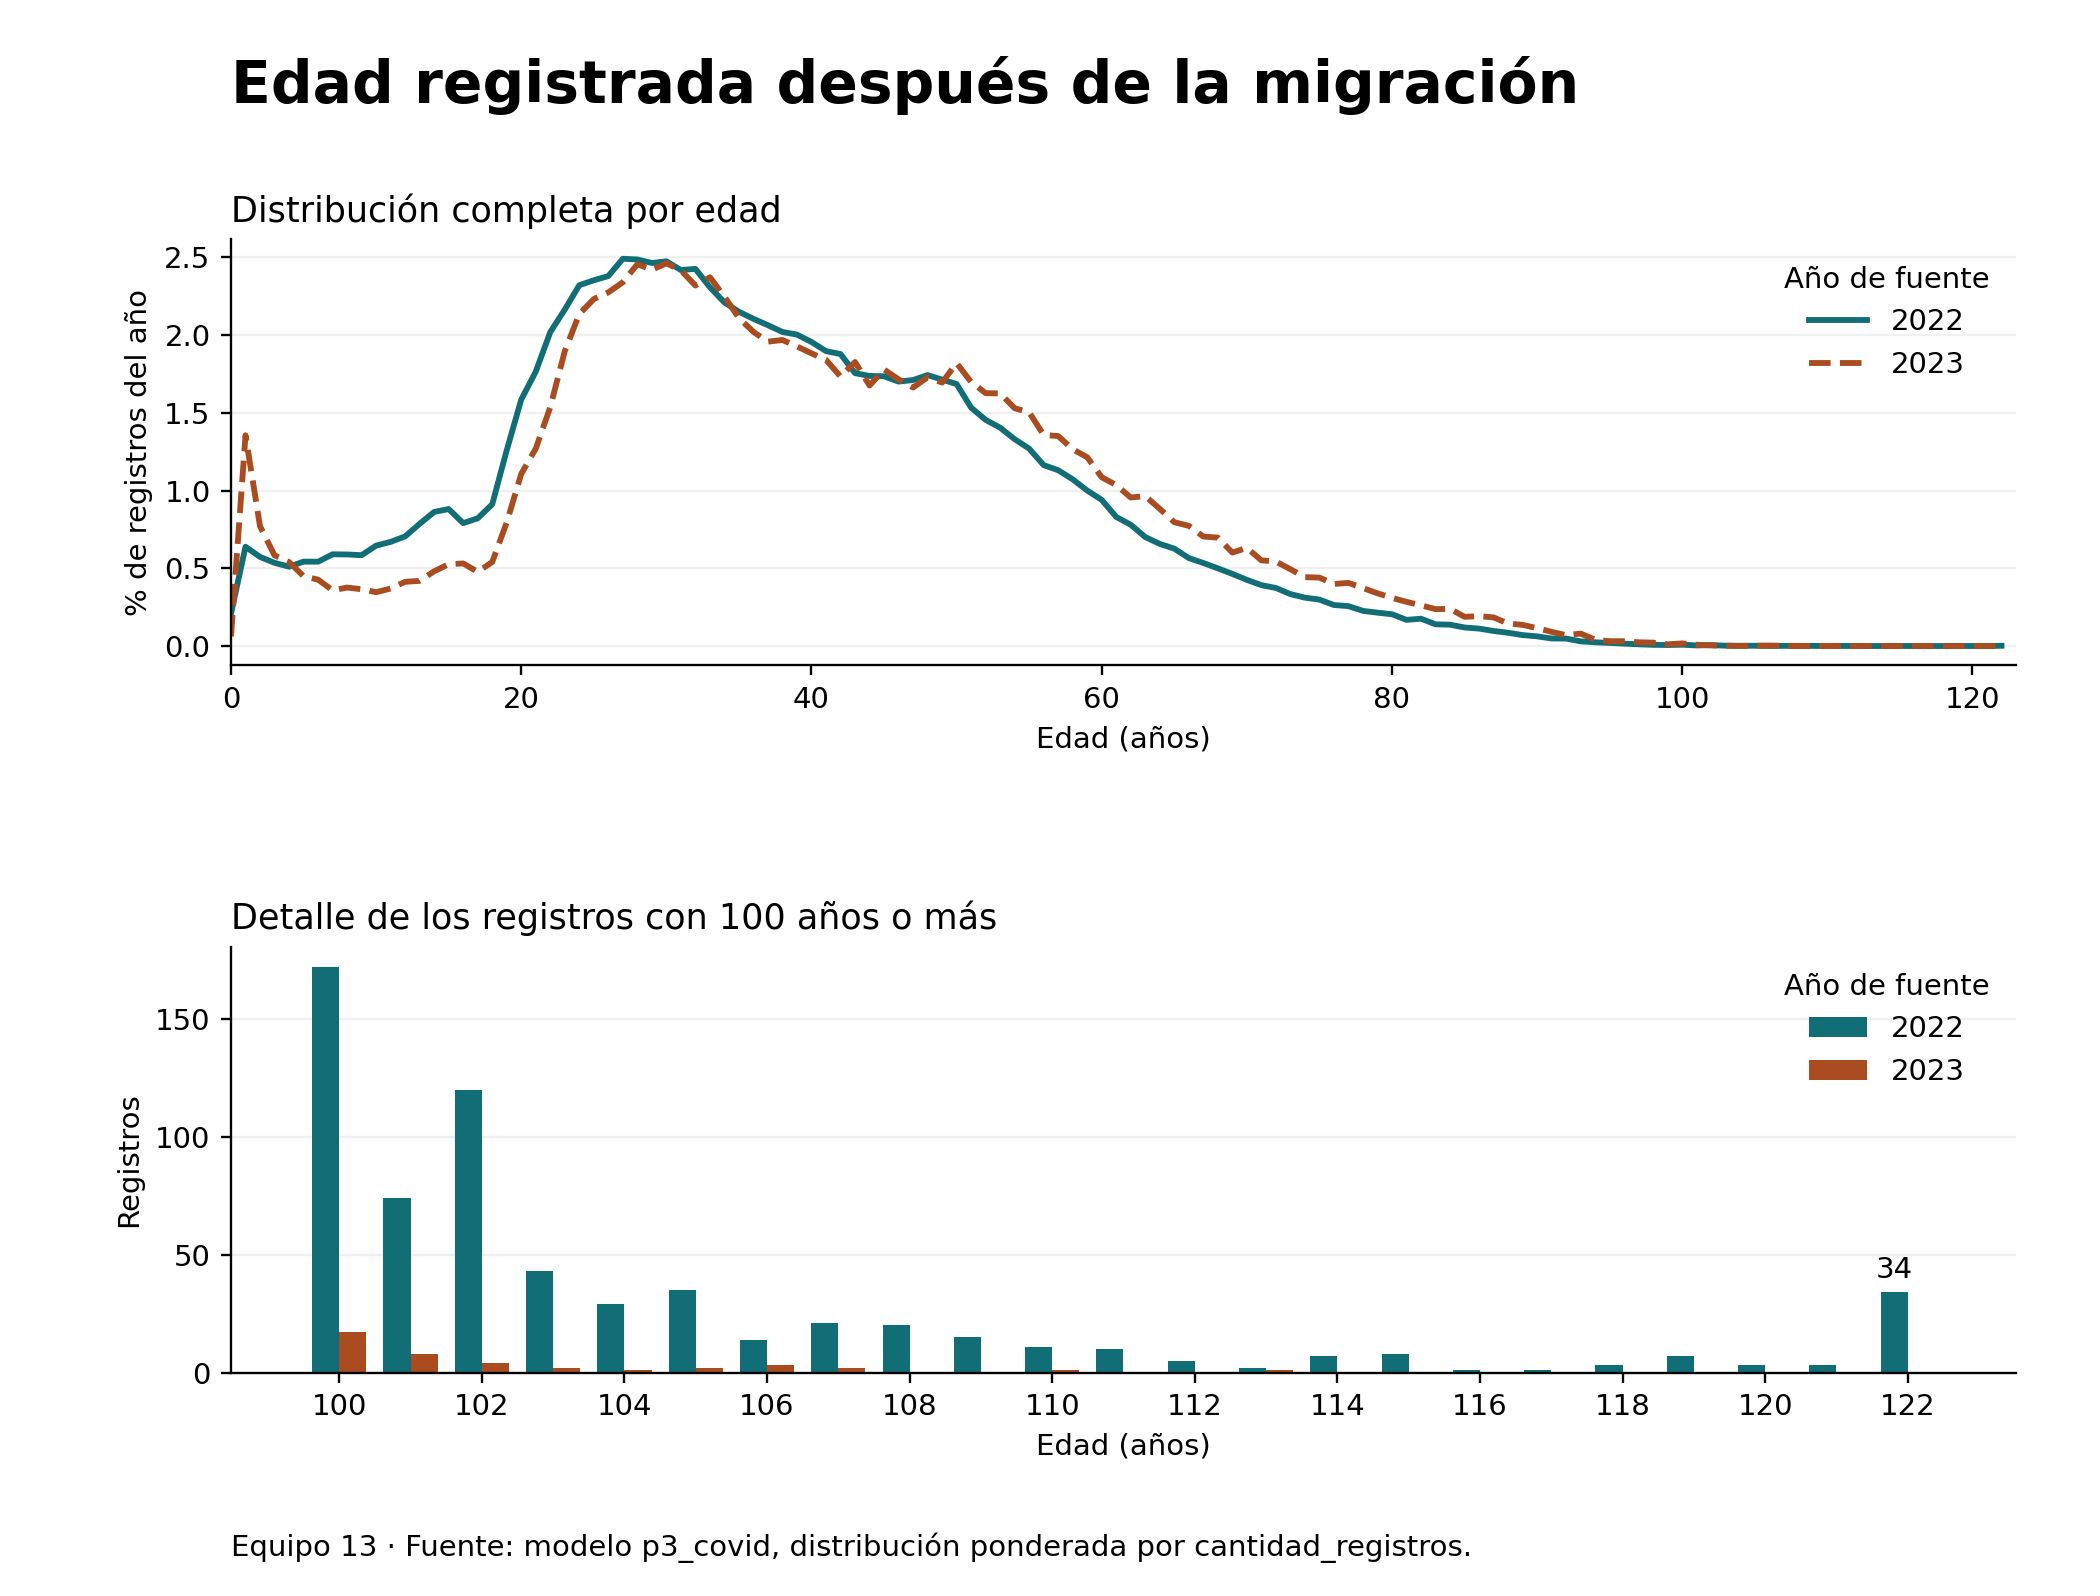 Edad registrada después de la migración
Distribución completa por edad
% de registros del año
2.5
2.0
1.5
1.0
0.5
0.0
Año de fuente
2022
2023
0 20 40 60 80 100 120
Edad (años)
Detalle de los registros con 100 años o más
Registros
150
100
50
0
Año de fuente
2022
2023
34
100 102 104 106 108 110 112 114 116 118 120 122
Edad (años)
Equipo 13 · Fuente: modelo p3_covid, distribución ponderada por cantidad_registros.